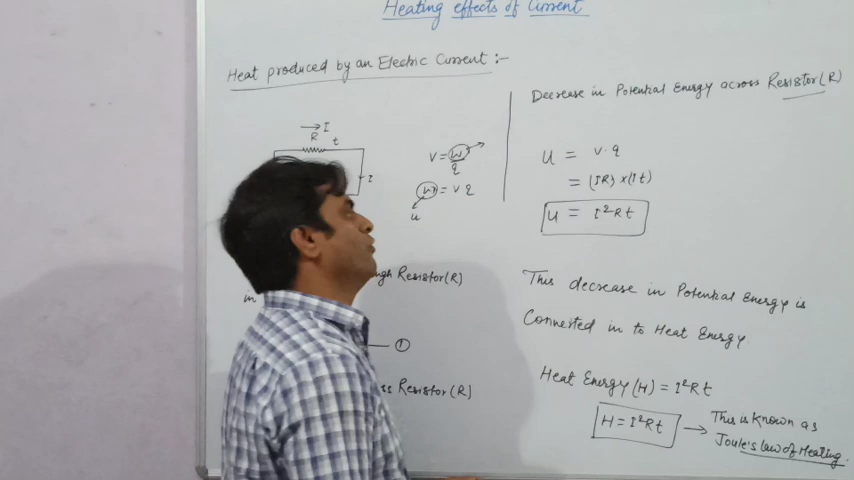 Heating effects of Current
Heat produced by an Electric Current :-
→ I
R
t
I
V = W/q
W = V q
u
in
Resistor(R)
①
Resistor(R)
Decrease in Potential Energy across Resistor(R)
U = V.q
= (IR) x(It)
U = I²Rt
This decrease in Potential Energy is
Connerted in to Heat Energy.
Heat Energy(H) = I²Rt
H = I²Rt → This is known as
Joule's law of Heating.